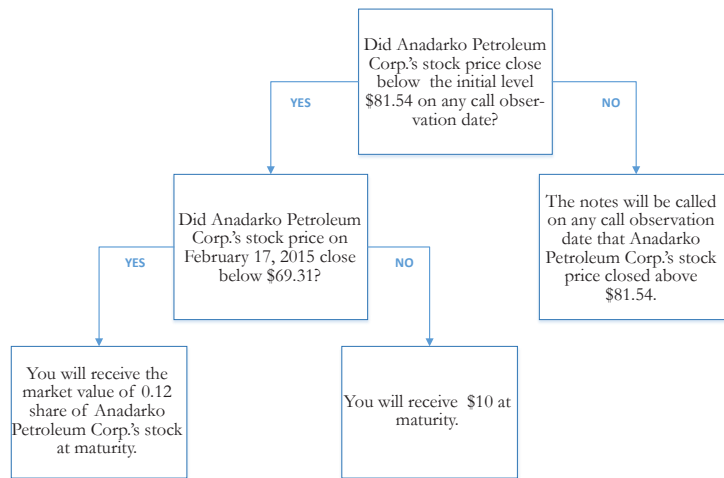 Did Anadarko Petroleum
Corp.'s stock price close
below the initial level
$81.54 on any call obser-
vation date?
YES
NO
Did Anadarko Petroleum
Corp.'s stock price on
February 17, 2015 close
below $69.31?
The notes will be called
on any call observation
date that Anadarko
Petroleum Corp.'s stock
price closed above
$81.54.
YES
NO
You will receive the
market value of 0.12
share of Anadarko
Petroleum Corp.'s stock
at maturity.
You will receive $10 at
maturity.